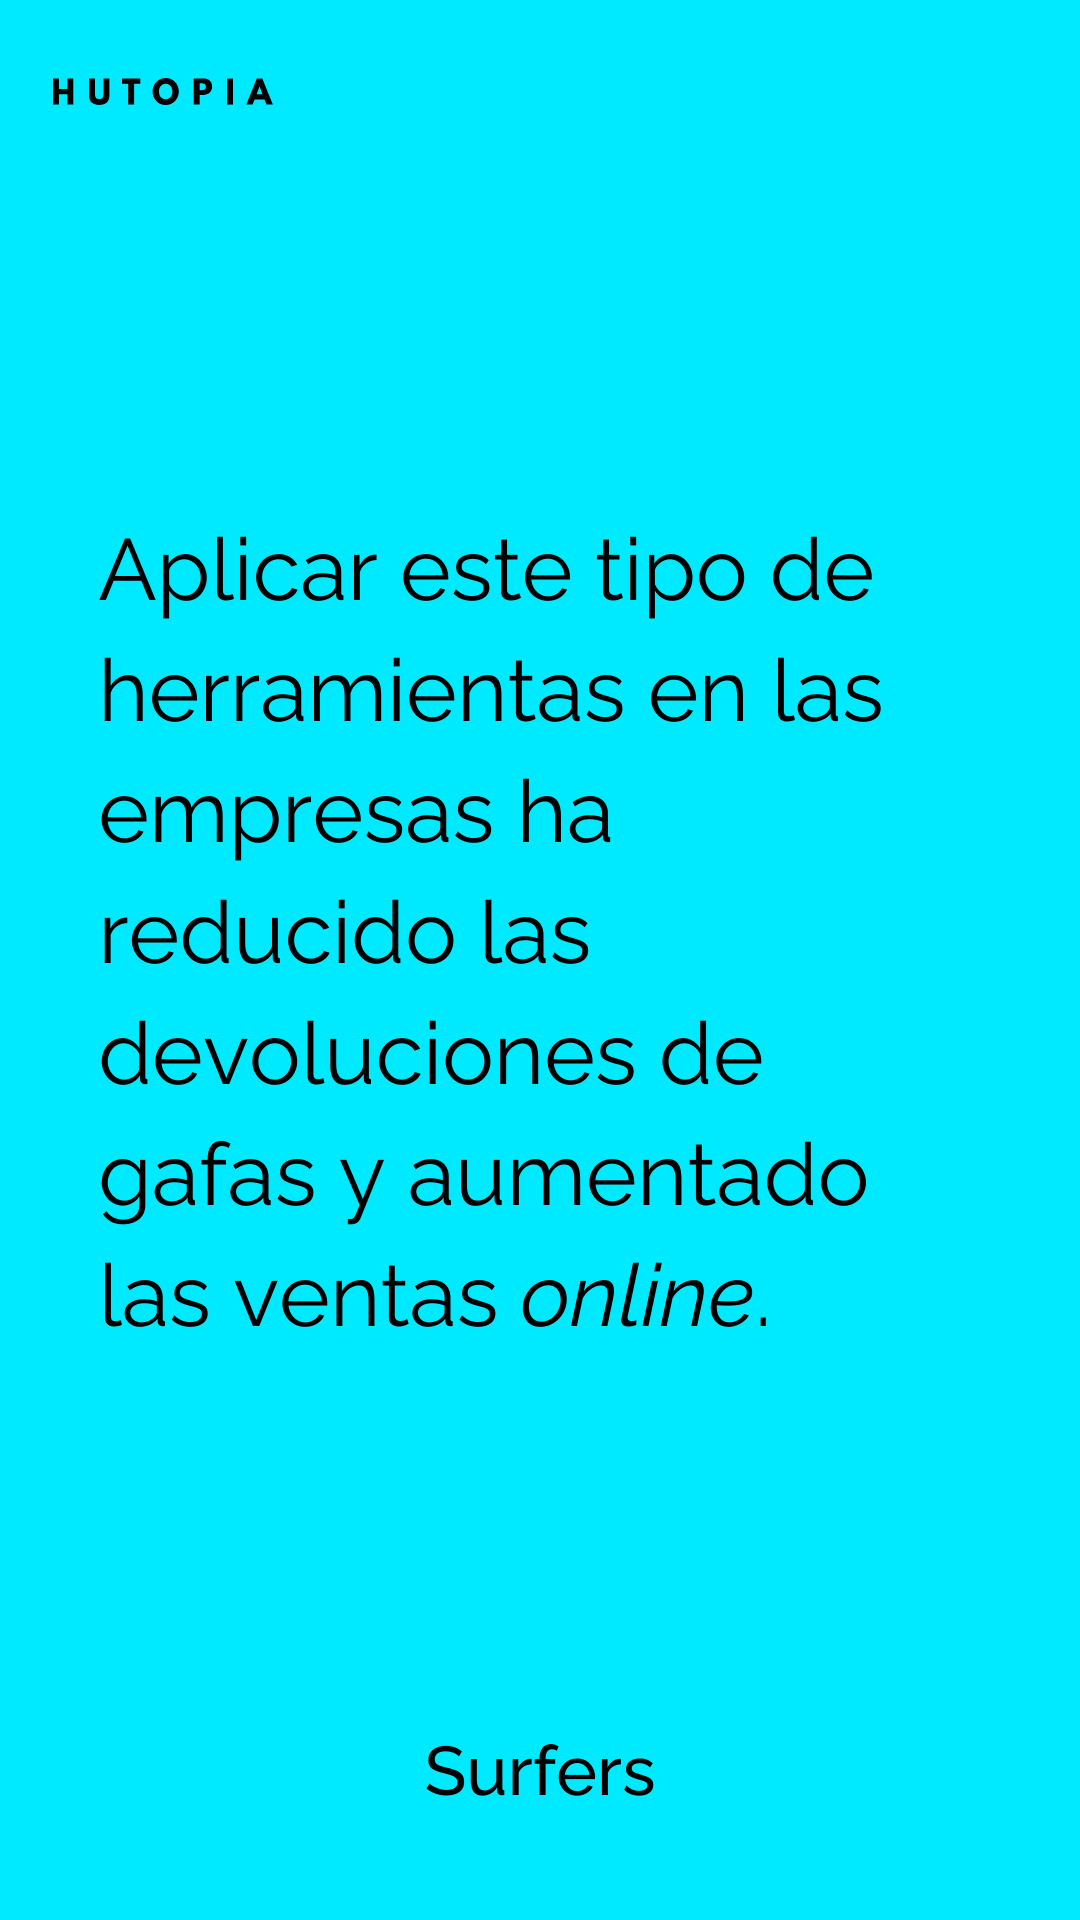 HUTOPIA
Aplicar este tipo de
herramientas en las
empresas ha
reducido las
devoluciones de
gafas y aumentado
las ventas online.
Surfers